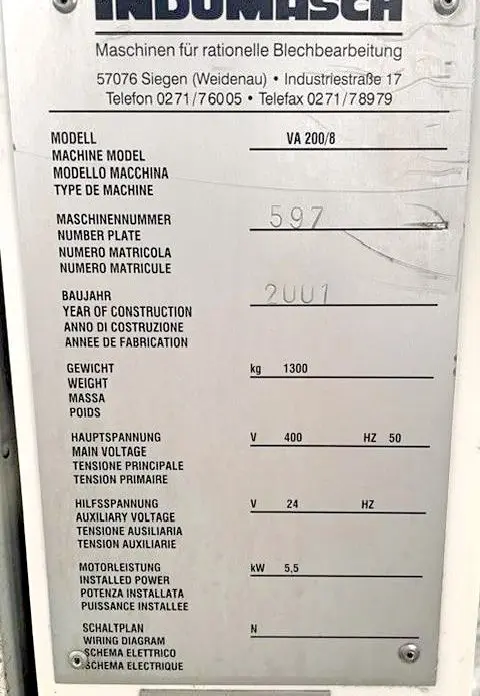 INDUMASCH
Maschinen für rationelle Blechbearbeitung
57076 Siegen (Weidenau) • Industriestraße 17
Telefon 0271/76005 • Telefax 0271/78979
MODELL VA 200/8
MACHINE MODEL
MODELLO MACCHINA
TYPE DE MACHINE
MASCHINENNUMMER 597
NUMBER PLATE
NUMERO MATRICOLA
NUMERO MATRICULE
BAUJAHR 2001
YEAR OF CONSTRUCTION
ANNO DI COSTRUZIONE
ANNEE DE FABRICATION
GEWICHT kg 1300
WEIGHT
MASSA
POIDS
HAUPTSPANNUNG V 400 HZ 50
MAIN VOLTAGE
TENSIONE PRINCIPALE
TENSION PRIMAIRE
HILFSSPANNUNG V 24 HZ
AUXILIARY VOLTAGE
TENSIONE AUSILIARIA
TENSION AUXILIARIE
MOTORLEISTUNG kW 5,5
INSTALLED POWER
POTENZA INSTALLATA
PUISSANCE INSTALLEE
SCHALTPLAN N
WIRING DIAGRAM
SCHEMA ELETTRICO
SCHEMA ELECTRIQUE